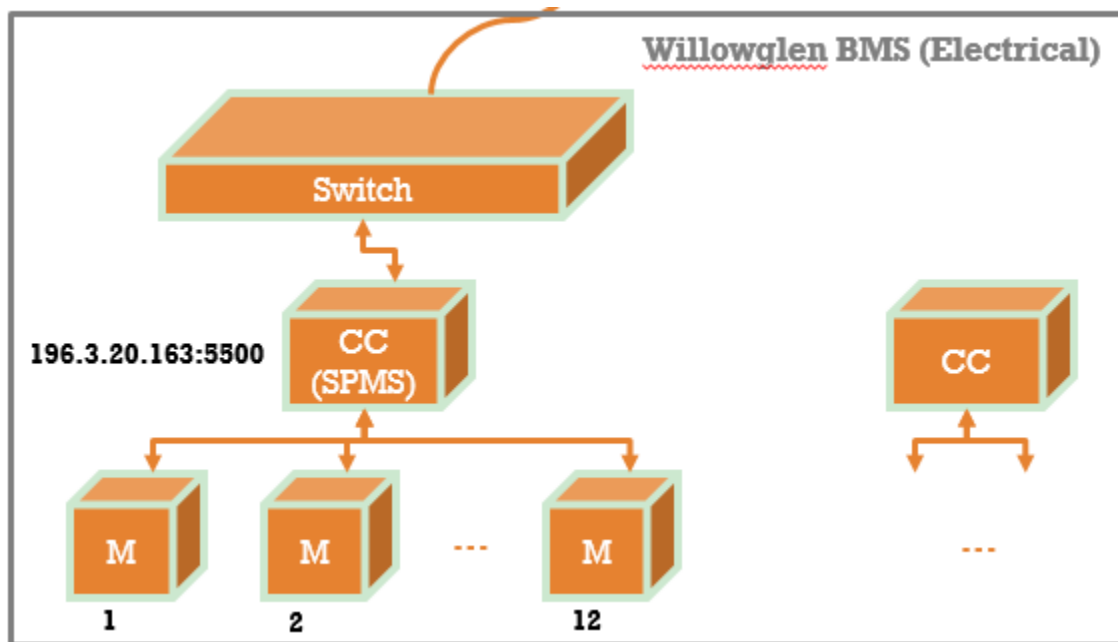 Willowglen BMS (Electrical)
Switch
196.3.20.163:5500
CC
(SPMS)
CC
M
M
---
M
---
1
2
12